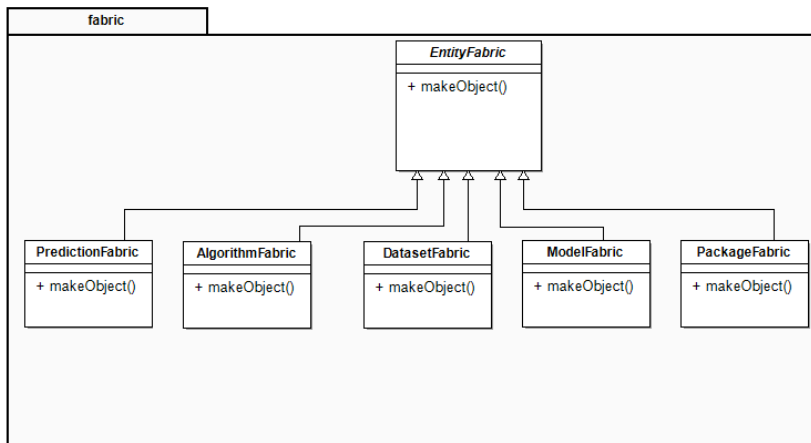 fabric
EntityFabric
+ makeObject()
PredictionFabric
+ makeObject()
AlgorithmFabric
+ makeObject()
DatasetFabric
+ makeObject()
ModelFabric
+ makeObject()
PackageFabric
+ makeObject()